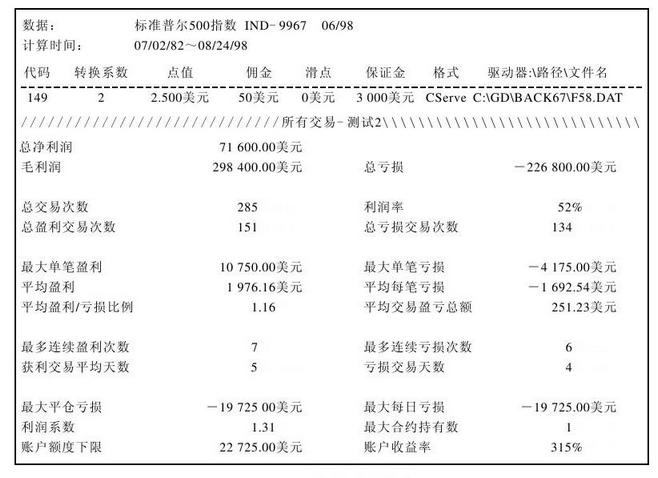 数据： 标准普尔500指数 IND-9967 06/98
计算时间： 07/02/82～08/24/98
代码 转换系数 点值 佣金 滑点 保证金 格式 驱动器:\路径\文件名
149 2 2.500美元 50美元 0美元 3 000美元 CServe C:\GD\BACK67\F58.DAT
/////////////////////////////所有交易-测试2\\\\\\\\\\\\\\\\\\\\\\\\\\\\\
总净利润 71 600.00美元
毛利润 298 400.00美元 总亏损 －226 800.00美元
总交易次数 285 利润率 52%
总盈利交易次数 151 总亏损交易次数 134
最大单笔盈利 10 750.00美元 最大单笔亏损 －4 175.00美元
平均盈利 1 976.16美元 平均每笔亏损 －1 692.54美元
平均盈利/亏损比例 1.16 平均交易盈亏总额 251.23美元
最多连续盈利次数 7 最多连续亏损次数 6
获利交易平均天数 5 亏损交易天数 4
最大平仓亏损 －19 725 00美元 最大每日亏损 －19 725.00美元
利润系数 1.31 最大合约持有数 1
账户额度下限 22 725.00美元 账户收益率 315%